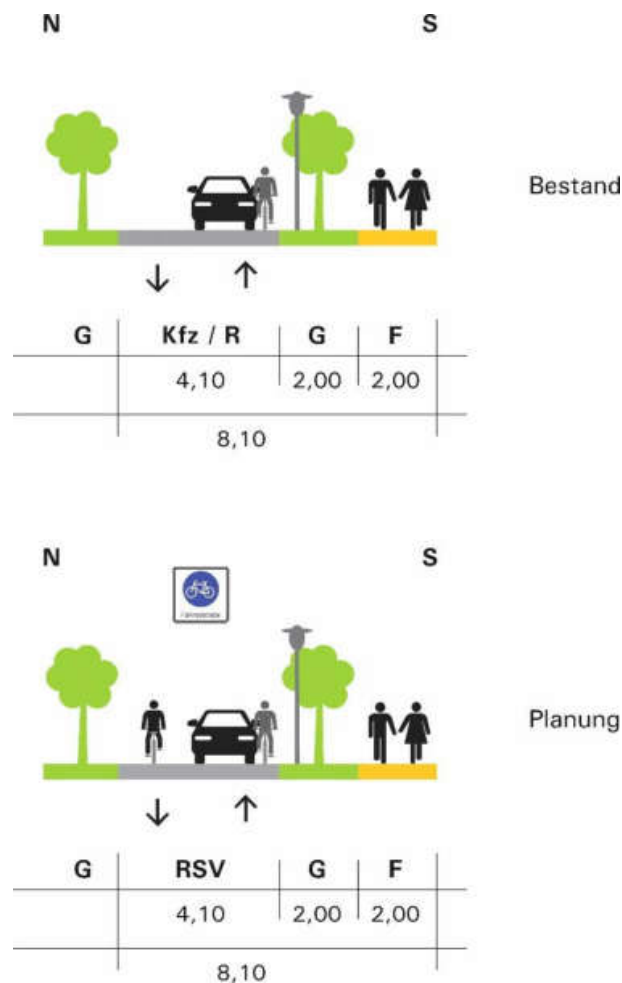 N S
Bestand
G Kfz / R G F
4,10 2,00 2,00
8,10
N S
Planung
G RSV G F
4,10 2,00 2,00
8,10